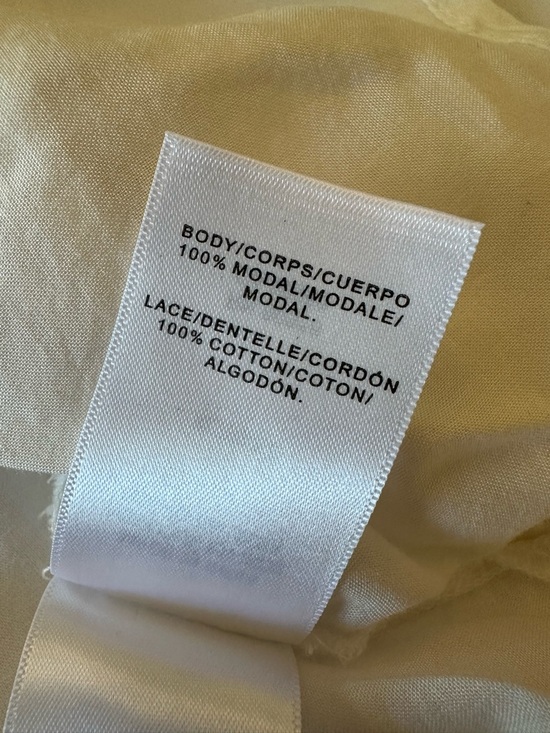 BODY/CORPS/CUERPO
100% MODAL/MODALE/
MODAL.
LACE/DENTELLE/CORDÓN
100% COTTON/COTON/
ALGODÓN.